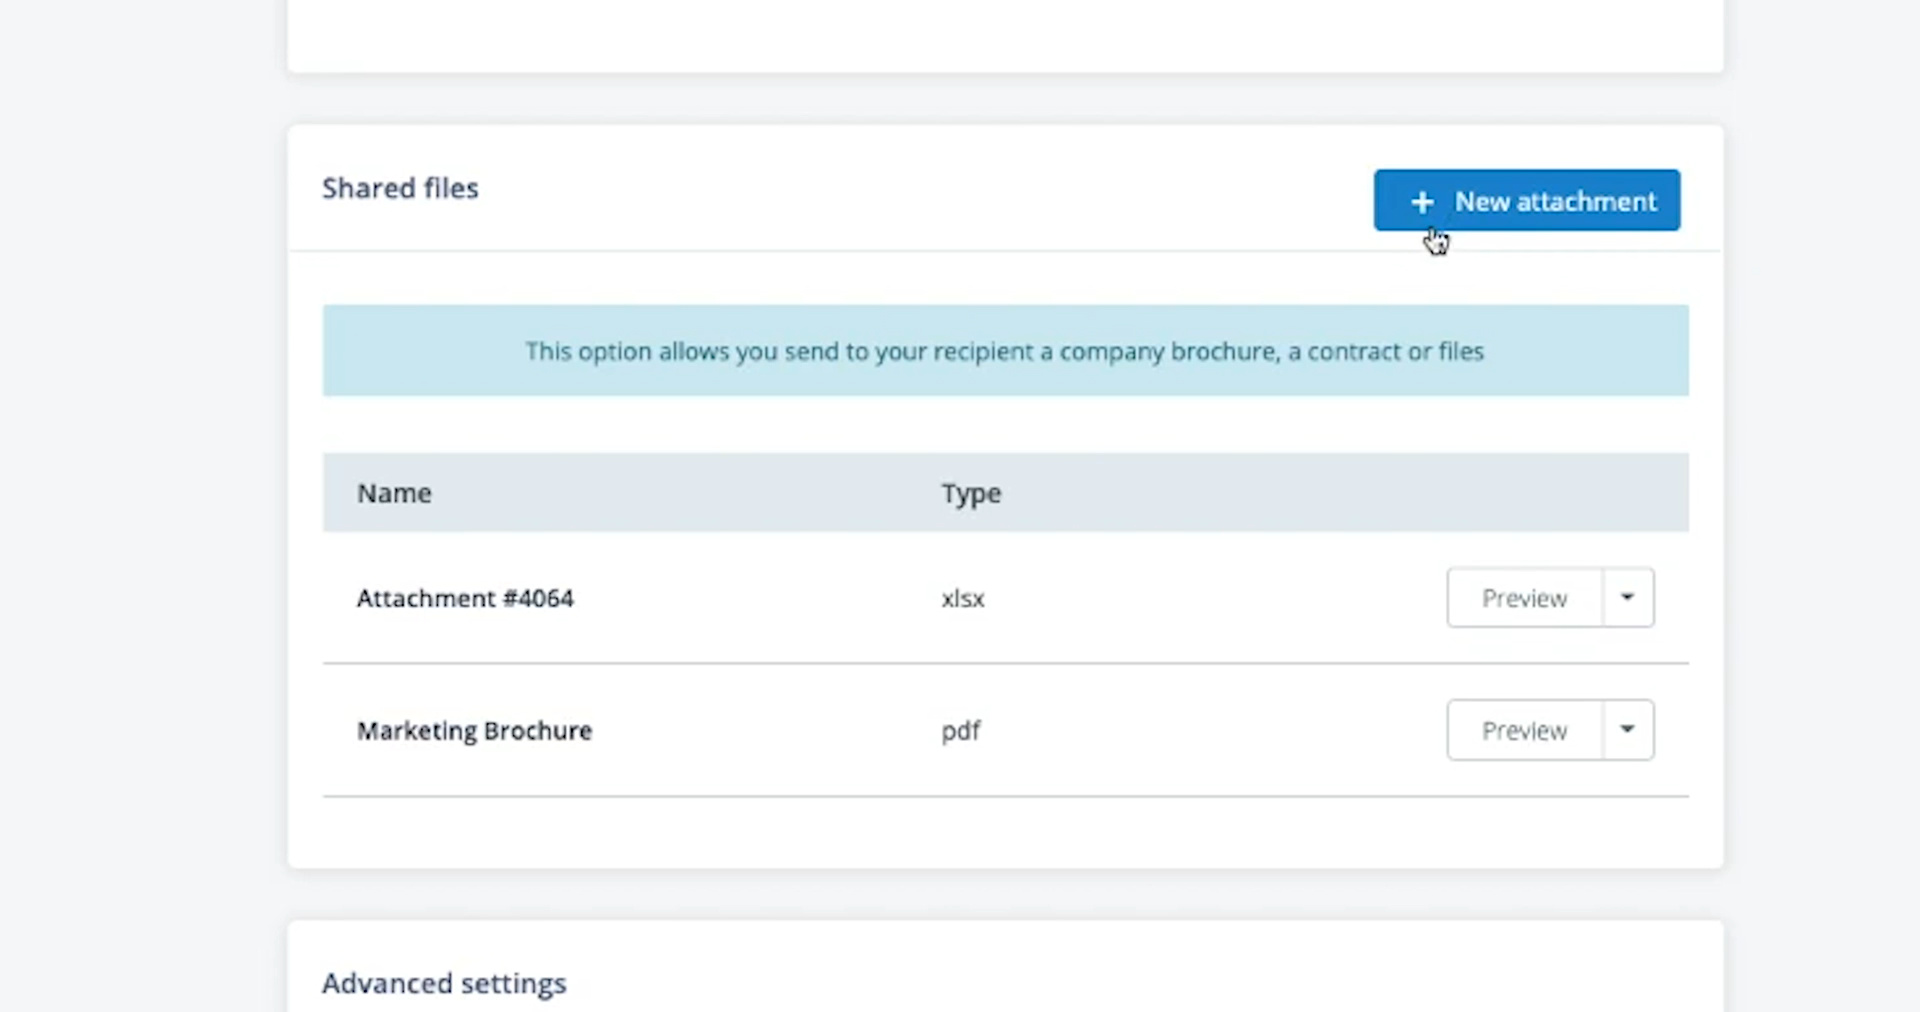 Shared files
+ New attachment
This option allows you send to your recipient a company brochure, a contract or files
Name Type
Attachment #4064 xlsx Preview
Marketing Brochure pdf Preview
Advanced settings